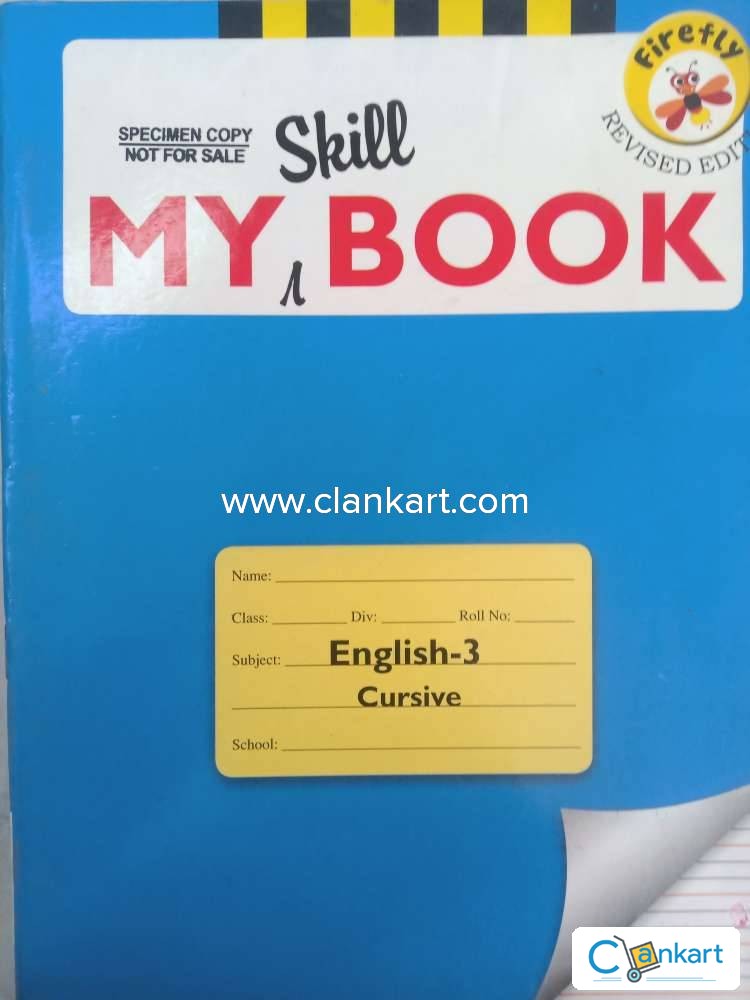 firefly
REVISED EDIT
SPECIMEN COPY
NOT FOR SALE
Skill
MY BOOK
www.clankart.com
Name:
Class: Div: Roll No:
Subject: English-3
Cursive
School:
Clankart